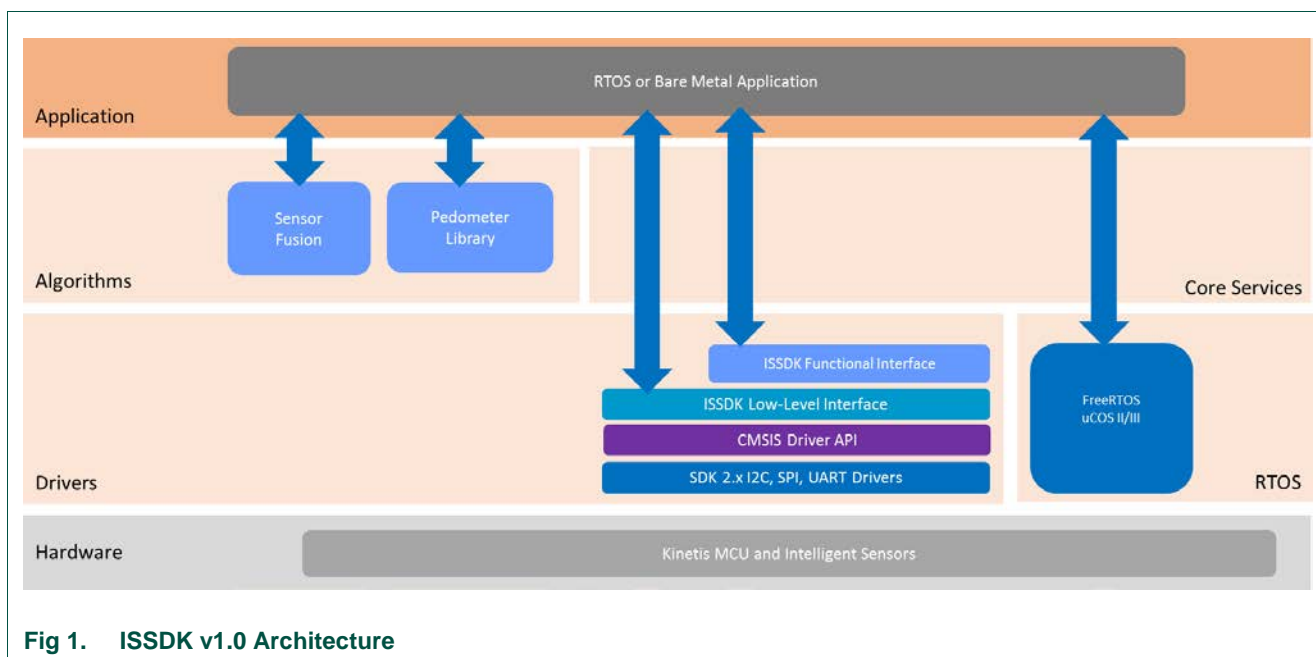 RTOS or Bare Metal Application
Application
Sensor
Fusion
Pedometer
Library
Algorithms
Core Services
ISSDK Functional Interface
ISSDK Low-Level Interface
CMSIS Driver API
SDK 2.x I2C, SPI, UART Drivers
Drivers
FreeRTOS
uCOS II/III
RTOS
Hardware
Kinetis MCU and Intelligent Sensors
Fig 1. ISSDK v1.0 Architecture